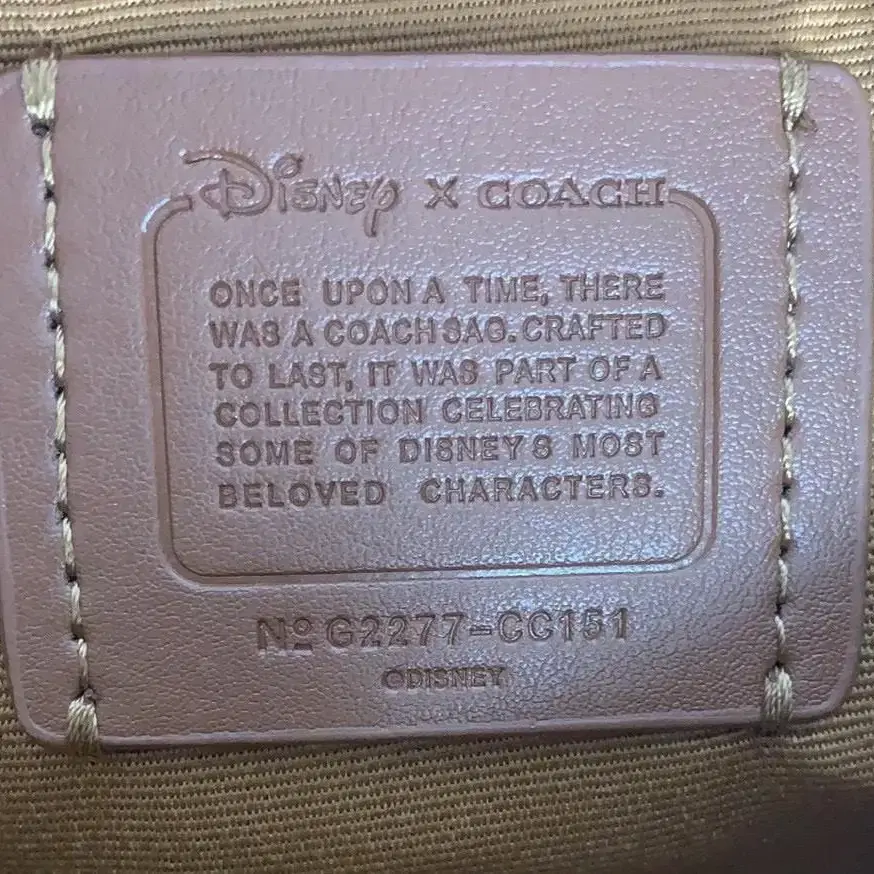 Disney X COACH
ONCE UPON A TIME, THERE
WAS A COACH BAG. CRAFTED
TO LAST, IT WAS PART OF A
COLLECTION CELEBRATING
SOME OF DISNEY'S MOST
BELOVED CHARACTERS.
Nº G2277-CC151
©DISNEY